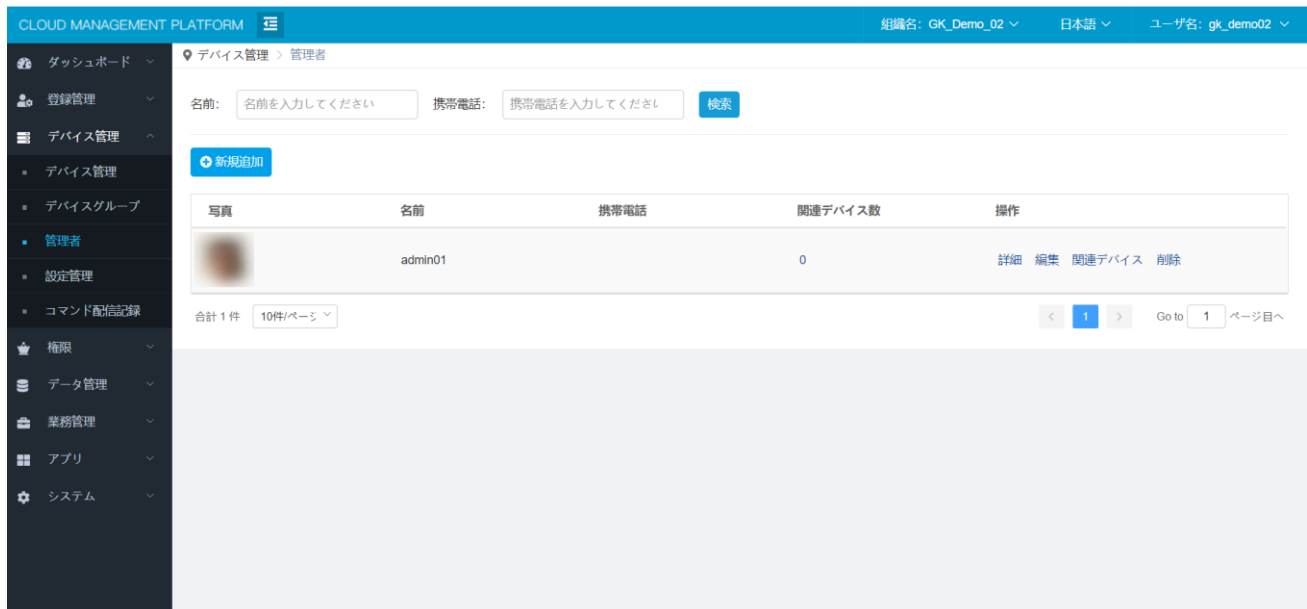 CLOUD MANAGEMENT PLATFORM 組織名: GK_Demo_02 日本語 ユーザ名: gk_demo02
ダッシュボード
登録管理
デバイス管理
デバイス管理
デバイスグループ
管理者
設定管理
コマンド配信記録
権限
データ管理
業務管理
アプリ
システム
デバイス管理 > 管理者
名前: 名前を入力してください 携帯電話: 携帯電話を入力してくださ 検索
新規追加
写真 名前 携帯電話 関連デバイス数 操作
admin01 0 詳細 編集 関連デバイス 削除
合計 1 件 10件/ページ < 1 > Go to 1 ページ目へ